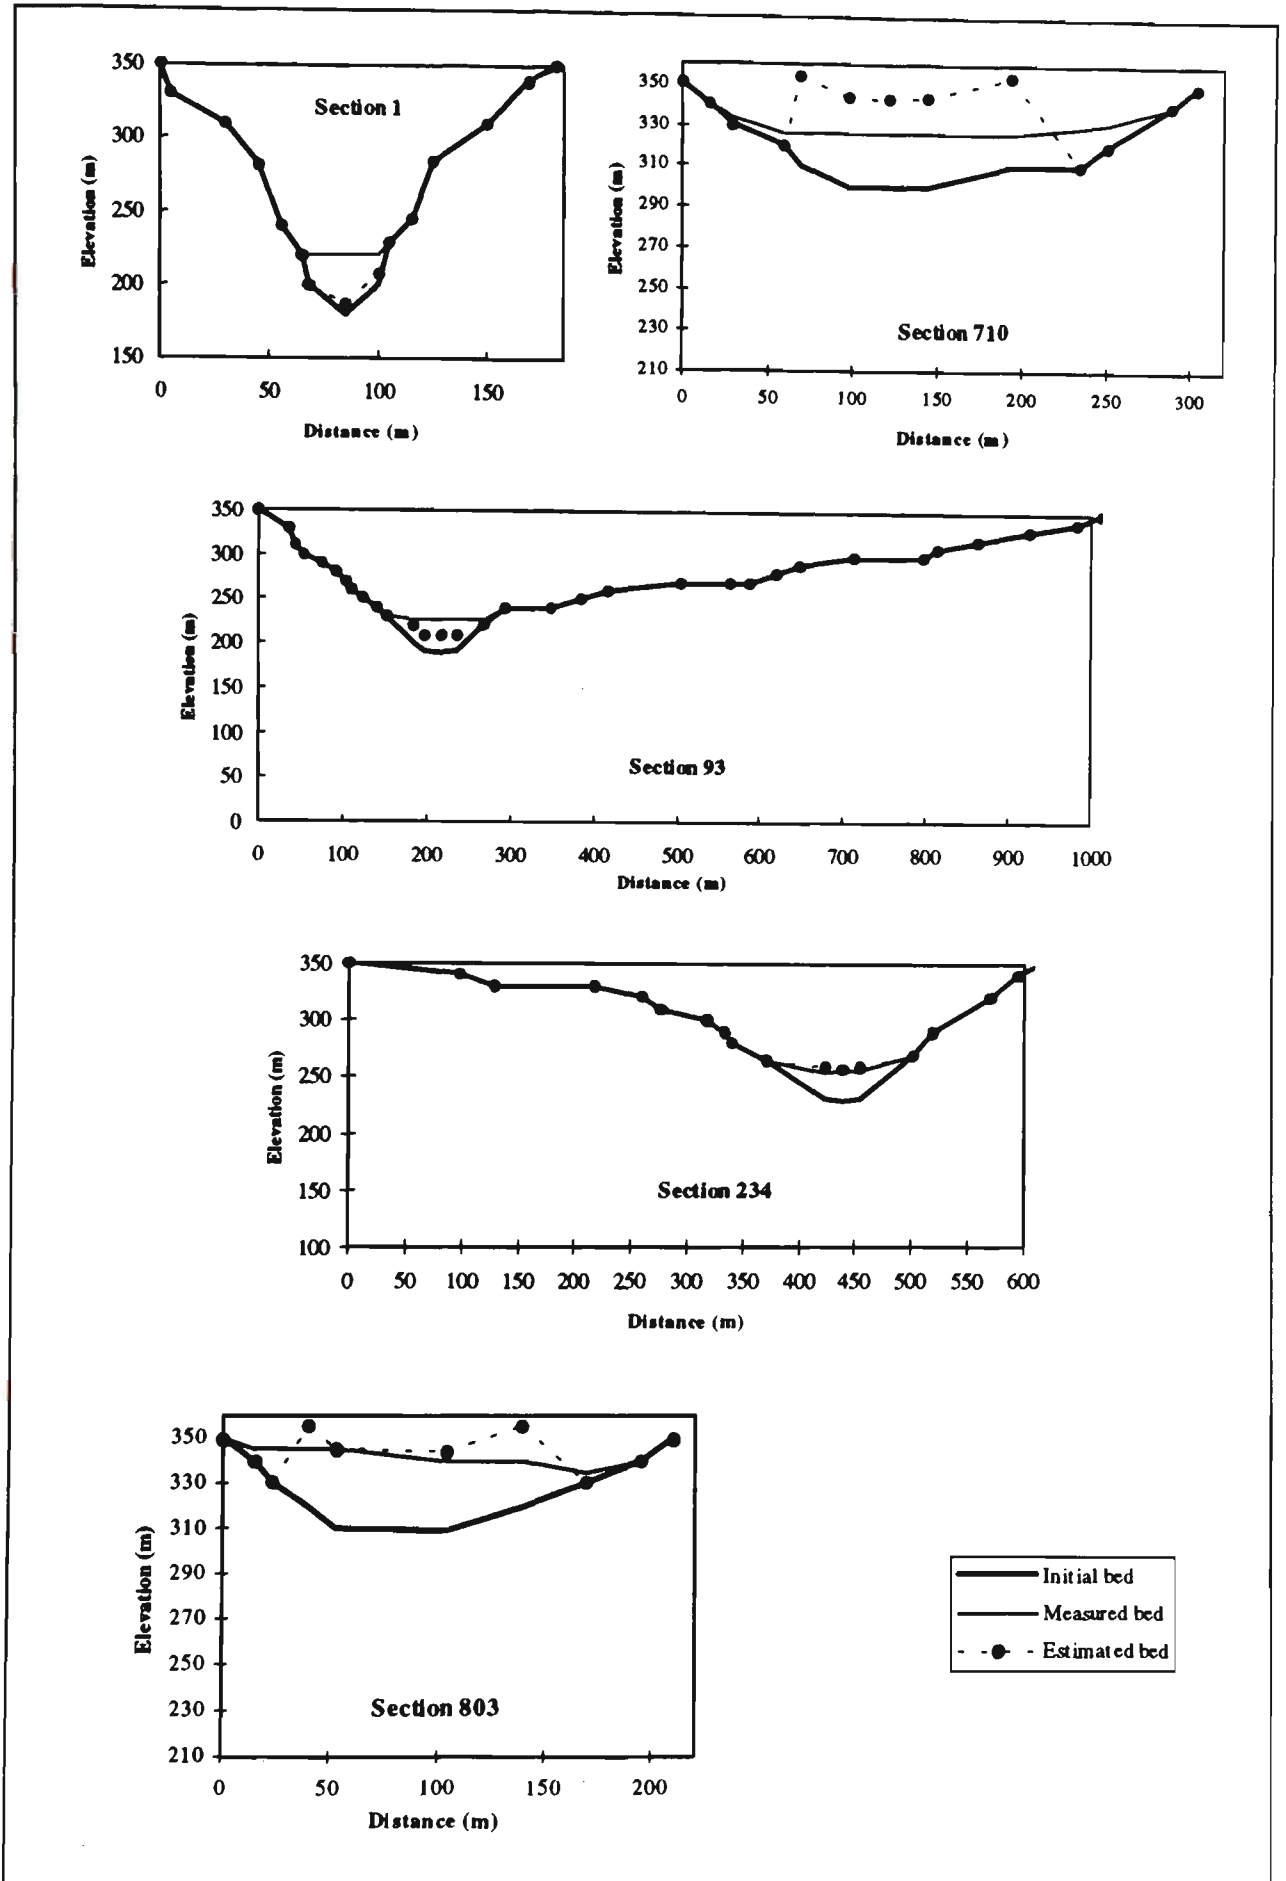 Section 1
Elevation (m)
350
300
250
200
150
0 50 100 150
Distance (m)
Section 710
Elevation (m)
350
330
310
290
270
250
230
210
0 50 100 150 200 250 300
Distance (m)
Elevation (m)
350
300
250
200
150
100
50
0
Section 93
0 100 200 300 400 500 600 700 800 900 1000
Distance (m)
Elevation (m)
350
300
250
200
150
100
Section 234
0 50 100 150 200 250 300 350 400 450 500 550 600
Distance (m)
Elevation (m)
350
330
310
290
270
250
230
210
Section 803
0 50 100 150 200
Distance (m)
Initial bed
Measured bed
Estimated bed